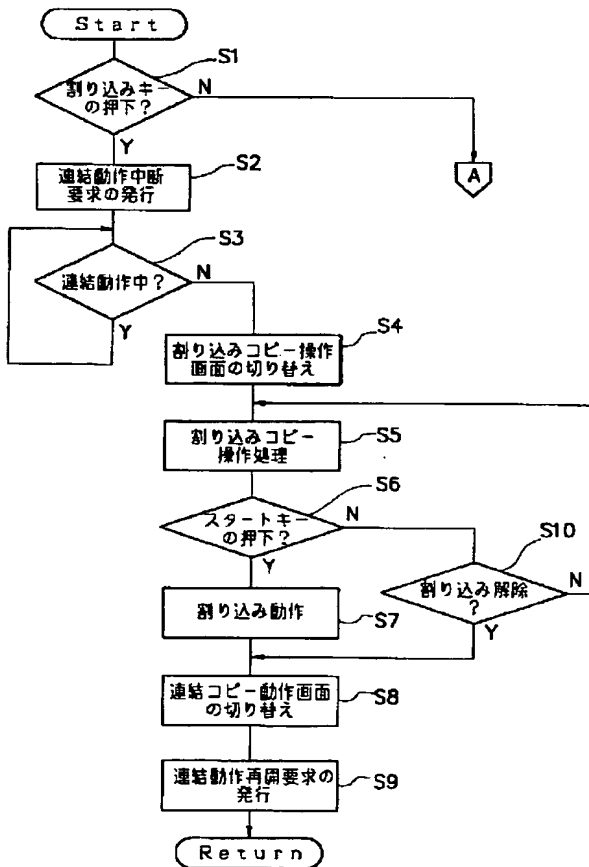 Start
S1
割り込みキー
の押下？
N
Y
A
S2
連結動作中断
要求の発行
S3
連結動作中？
N
Y
S4
割り込みコピー操作
画面の切り替え
S5
割り込みコピー
操作処理
S6
スタートキー
の押下？
N
Y
S10
割り込み解除
？
N
Y
S7
割り込み動作
S8
連結コピー動作画面
の切り替え
S9
連結動作再開要求の
発行
Return